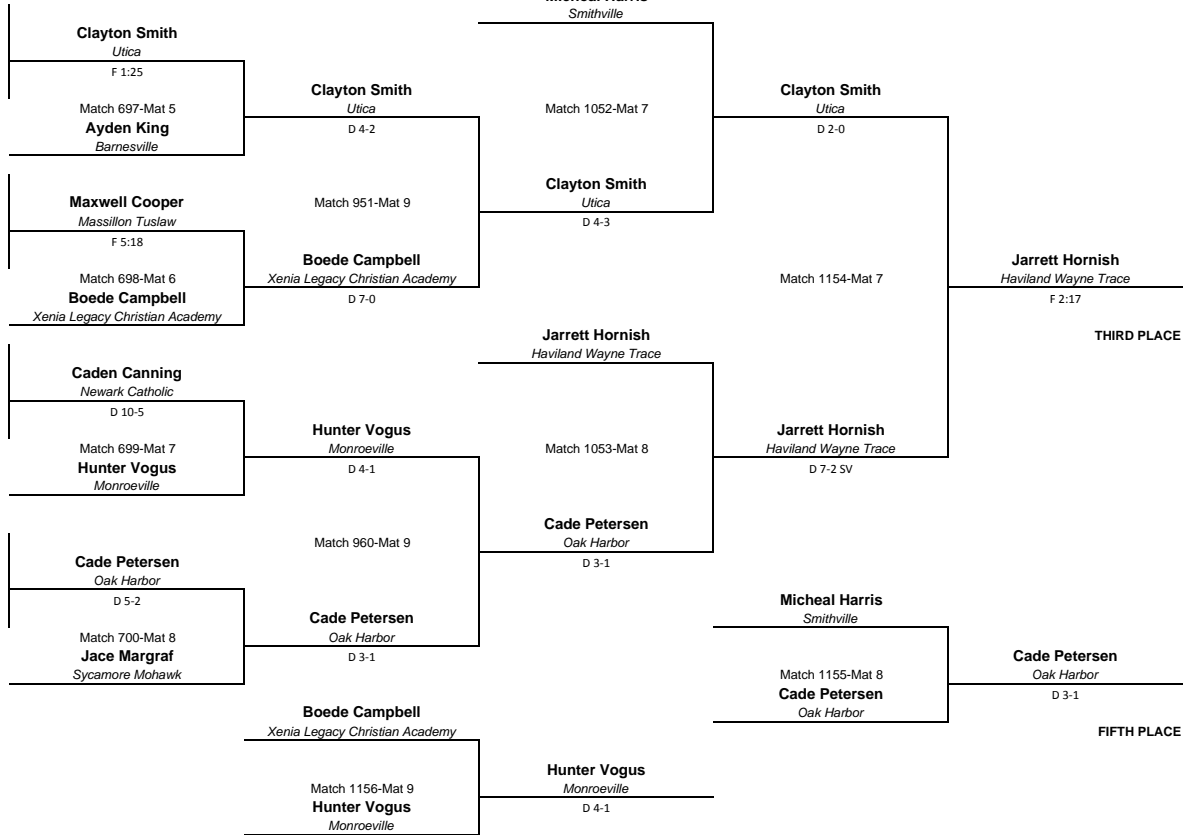 Micheal Harris
Smithville
Clayton Smith
Utica
F 1:25
Match 697-Mat 5
Ayden King
Barnesville
Clayton Smith
Utica
D 4-2
Match 1052-Mat 7
Clayton Smith
Utica
D 2-0
Maxwell Cooper
Massillon Tuslaw
F 5:18
Match 698-Mat 6
Boede Campbell
Xenia Legacy Christian Academy
Match 951-Mat 9
Boede Campbell
Xenia Legacy Christian Academy
D 7-0
Clayton Smith
Utica
D 4-3
Match 1154-Mat 7
Jarrett Hornish
Haviland Wayne Trace
F 2:17
THIRD PLACE
Jarrett Hornish
Haviland Wayne Trace
Caden Canning
Newark Catholic
D 10-5
Match 699-Mat 7
Hunter Vogus
Monroeville
Hunter Vogus
Monroeville
D 4-1
Match 1053-Mat 8
Jarrett Hornish
Haviland Wayne Trace
D 7-2 SV
Cade Petersen
Oak Harbor
D 5-2
Match 700-Mat 8
Jace Margraf
Sycamore Mohawk
Match 960-Mat 9
Cade Petersen
Oak Harbor
D 3-1
Cade Petersen
Oak Harbor
D 3-1
Micheal Harris
Smithville
Match 1155-Mat 8
Cade Petersen
Oak Harbor
Cade Petersen
Oak Harbor
D 3-1
FIFTH PLACE
Boede Campbell
Xenia Legacy Christian Academy
Match 1156-Mat 9
Hunter Vogus
Monroeville
Hunter Vogus
Monroeville
D 4-1